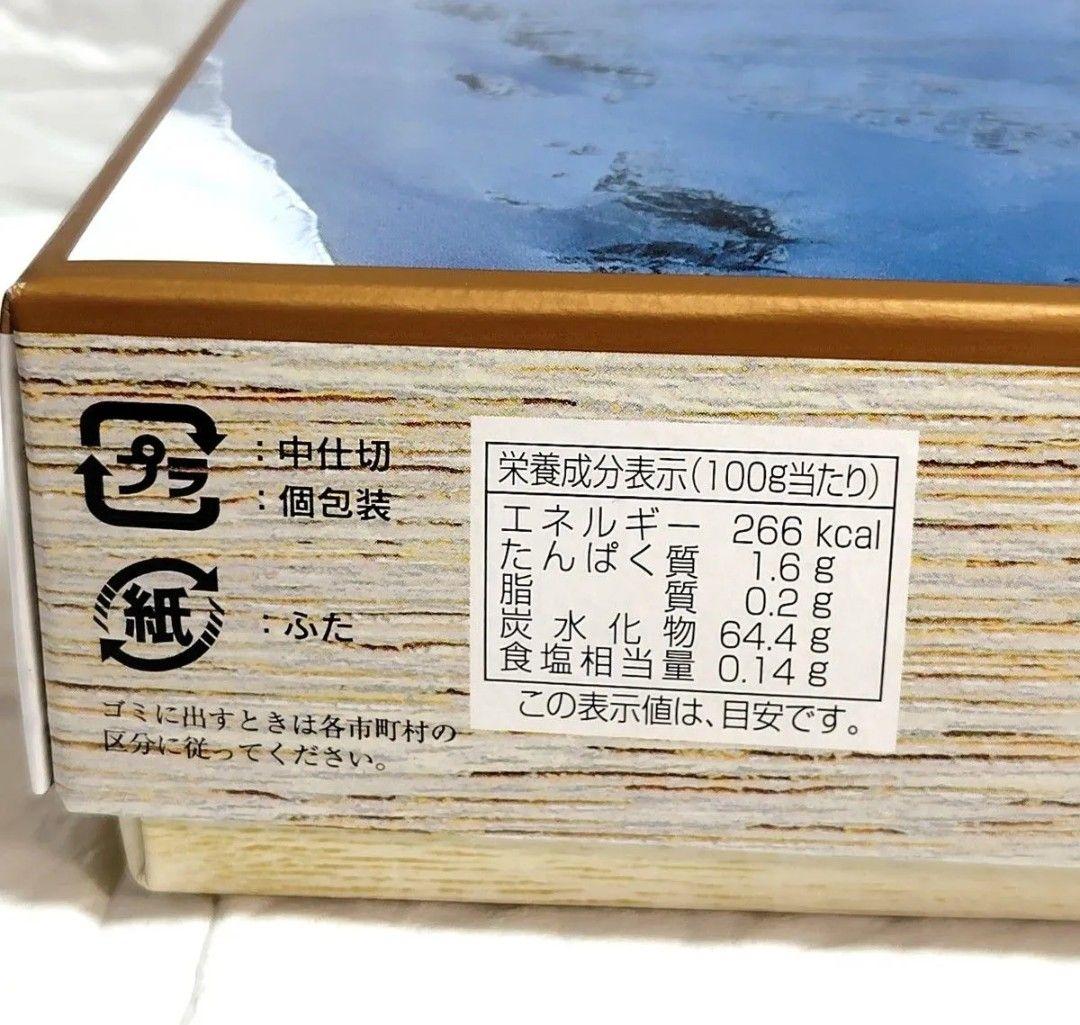 プラ
：中仕切
：個包装
紙
：ふた
ゴミに出すときは各市町村の
区分に従ってください。
栄養成分表示(100g当たり)
エネルギー 266 kcal
たんぱく質 1.6 g
脂質 0.2 g
炭水化物 64.4 g
食塩相当量 0.14 g
この表示値は、目安です。